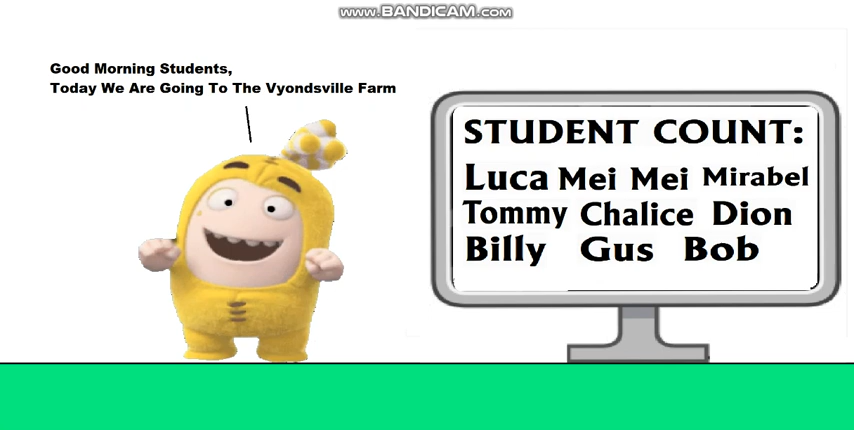 www.BANDICAM.com
Good Morning Students,
Today We Are Going To The Vyondsville Farm
STUDENT COUNT:
Luca Mei Mei Mirabel
Tommy Chalice Dion
Billy Gus Bob